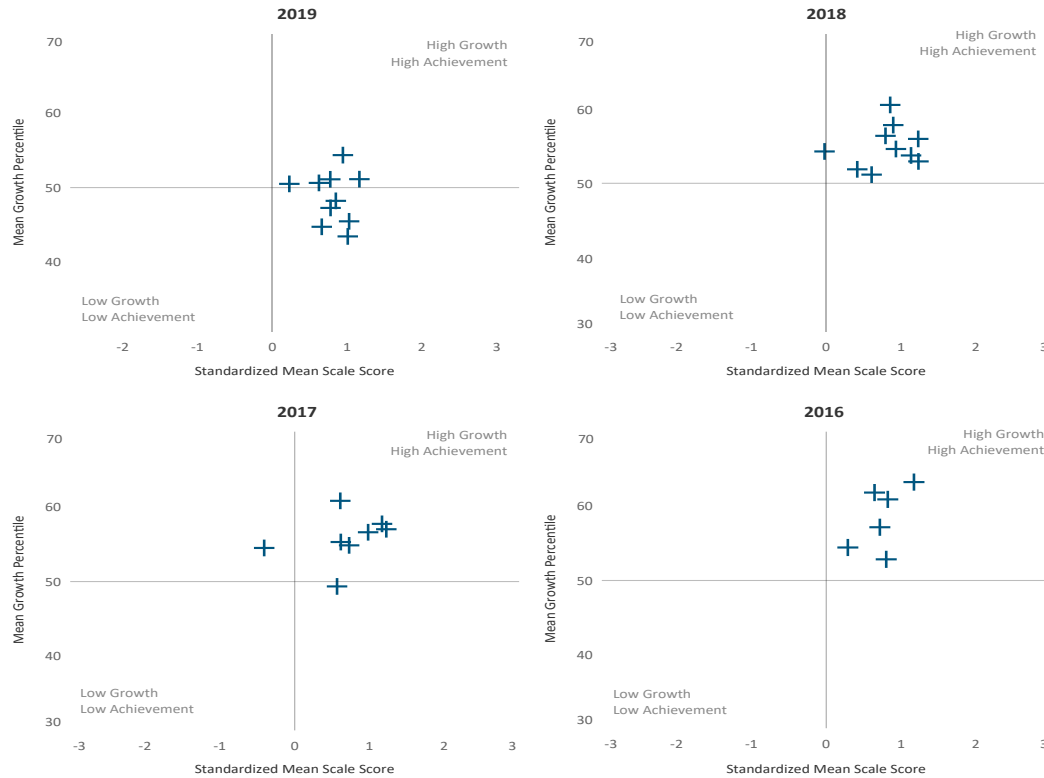 2019
70
60
50
40
Mean Growth Percentile
High Growth
High Achievement
Low Growth
Low Achievement
-2 -1 0 1 2 3
Standardized Mean Scale Score
2018
70
60
50
40
30
Mean Growth Percentile
High Growth
High Achievement
Low Growth
Low Achievement
-3 -2 -1 0 1 2 3
Standardized Mean Scale Score
2017
70
60
50
40
30
Mean Growth Percentile
High Growth
High Achievement
Low Growth
Low Achievement
-3 -2 -1 0 1 2 3
Standardized Mean Scale Score
2016
70
60
50
40
30
Mean Growth Percentile
High Growth
High Achievement
Low Growth
Low Achievement
-3 -2 -1 0 1 2 3
Standardized Mean Scale Score